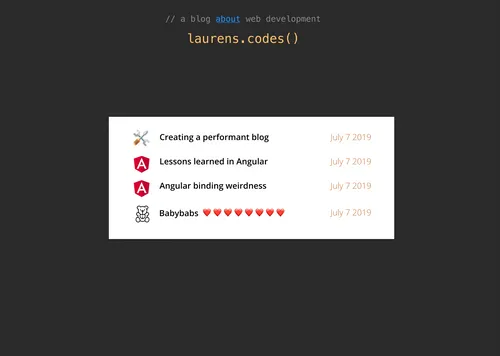 // a blog about web development
laurens.codes()
Creating a performant blog July 7 2019
Lessons learned in Angular July 7 2019
Angular binding weirdness July 7 2019
Babybabs ❤️❤️❤️❤️❤️❤️❤️❤️ July 7 2019